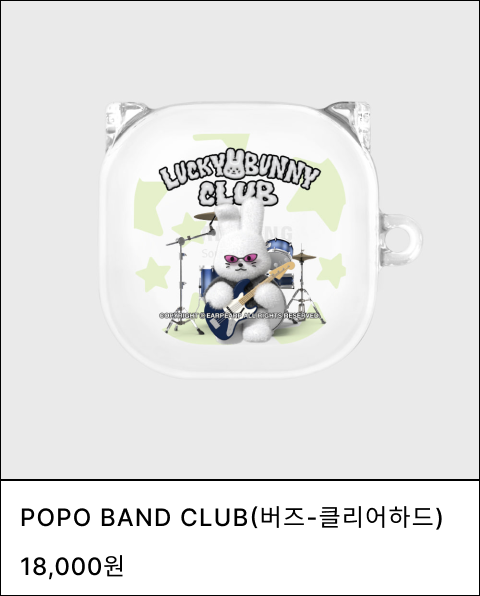 LUCKY BUNNY
CLUB
COPYRIGHT © EARPEARP ALL RIGHTS RESERVED.
POPO BAND CLUB(버즈-클리어하드)
18,000원